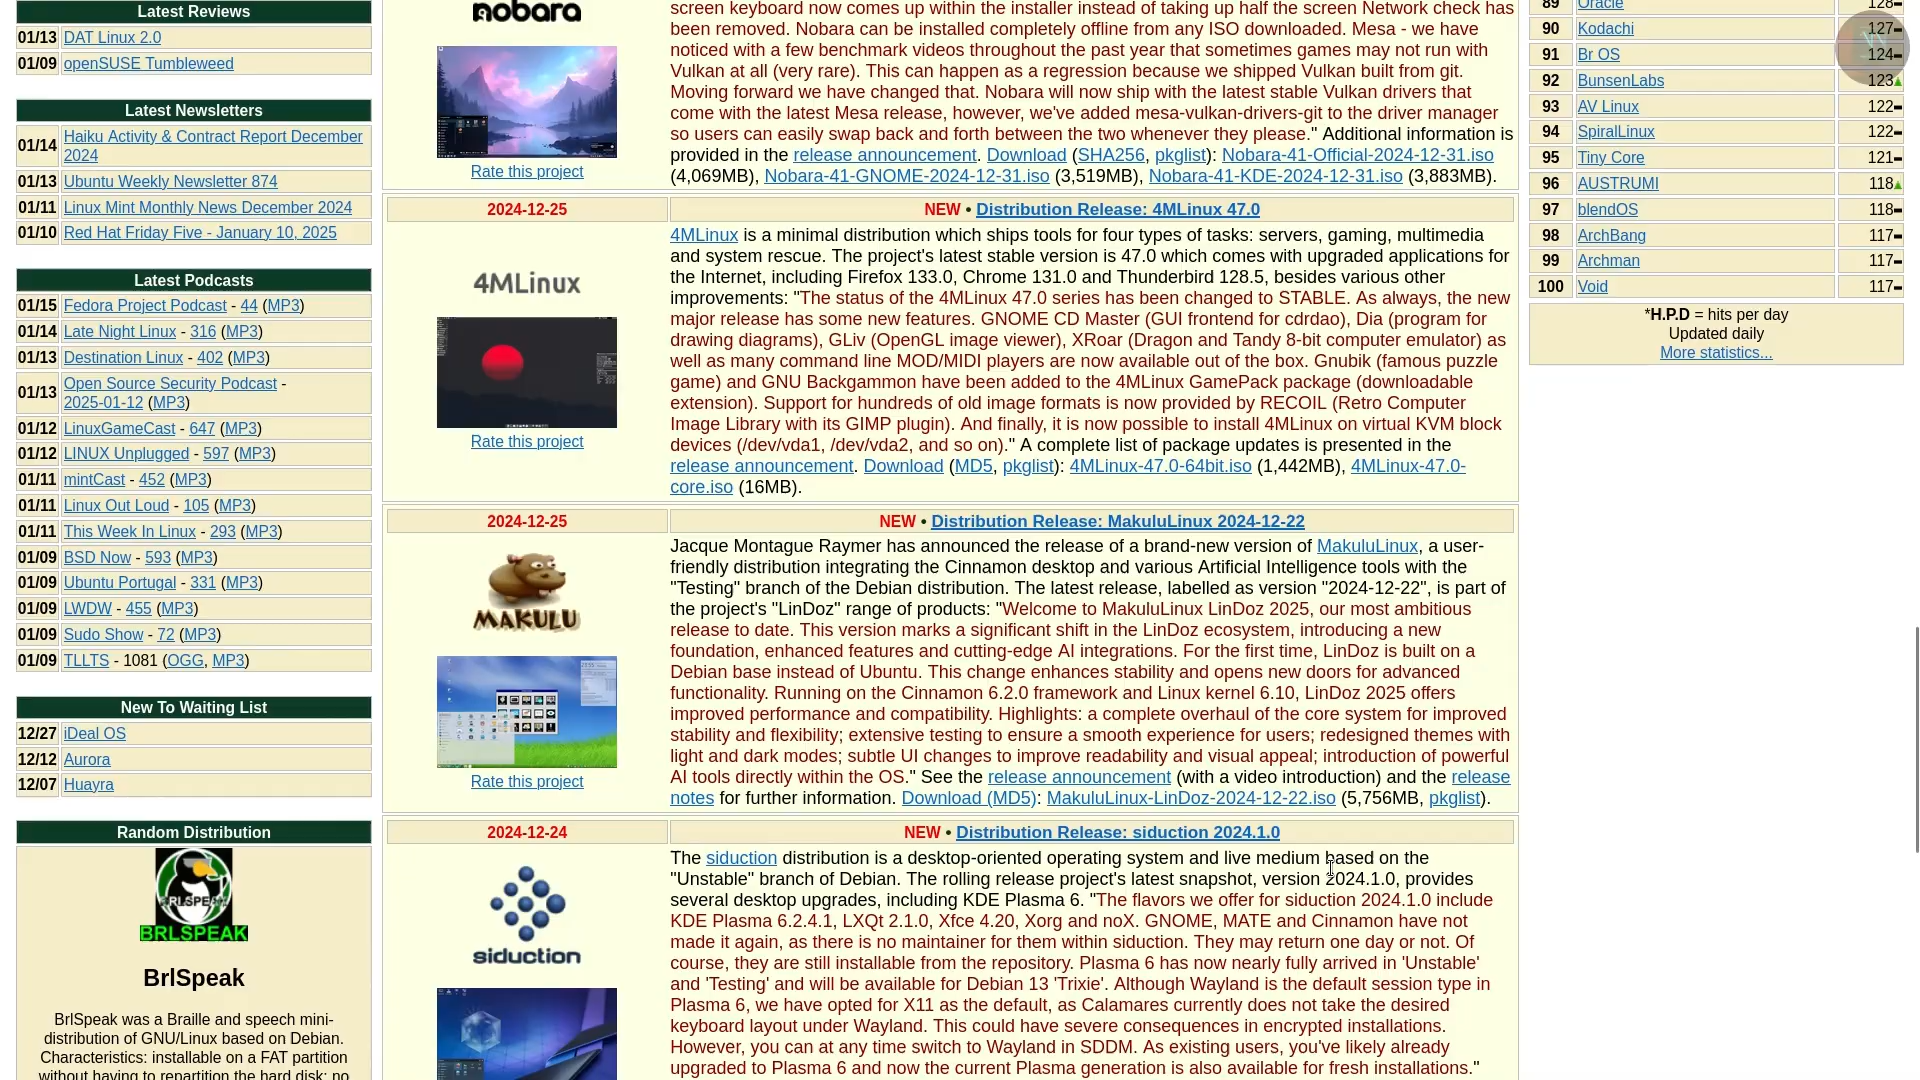 Latest Reviews
01/13 DAT Linux 2.0
01/09 openSUSE Tumbleweed
Latest Newsletters
01/14 Haiku Activity & Contract Report December
2024
01/13 Ubuntu Weekly Newsletter 874
01/11 Linux Mint Monthly News December 2024
01/10 Red Hat Friday Five - January 10, 2025
Latest Podcasts
01/15 Fedora Project Podcast - 44 (MP3)
01/14 Late Night Linux - 316 (MP3)
01/13 Destination Linux - 402 (MP3)
01/13 Open Source Security Podcast -
2025-01-12 (MP3)
01/12 LinuxGameCast - 647 (MP3)
01/12 LINUX Unplugged - 597 (MP3)
01/11 mintCast - 452 (MP3)
01/11 Linux Out Loud - 105 (MP3)
01/11 This Week In Linux - 293 (MP3)
01/09 BSD Now - 593 (MP3)
01/09 Ubuntu Portugal - 331 (MP3)
01/09 LWDW - 455 (MP3)
01/09 Sudo Show - 72 (MP3)
01/09 TLLTS - 1081 (OGG, MP3)
New To Waiting List
12/27 iDeal OS
12/12 Aurora
12/07 Huayra
Random Distribution
BRLSPEAK
BRLSPEAK
BrlSpeak
BrlSpeak was a Braille and speech mini-
distribution of GNU/Linux based on Debian.
Characteristics: installable on a FAT partition
without having to repartition the hard disk; no
nobara
Rate this project
screen keyboard now comes up within the installer instead of taking up half the screen Network check has
been removed. Nobara can be installed completely offline from any ISO downloaded. Mesa - we have
noticed with a few benchmark videos throughout the past year that sometimes games may not run with
Vulkan at all (very rare). This can happen as a regression because we shipped Vulkan built from git.
Moving forward we have changed that. Nobara will now ship with the latest stable Vulkan drivers that
come with the latest Mesa release, however, we've added mesa-vulkan-drivers-git to the driver manager
so users can easily swap back and forth between the two whenever they please." Additional information is
provided in the release announcement. Download (SHA256, pkglist): Nobara-41-Official-2024-12-31.iso
(4,069MB), Nobara-41-GNOME-2024-12-31.iso (3,519MB), Nobara-41-KDE-2024-12-31.iso (3,883MB).
2024-12-25
NEW • Distribution Release: 4MLinux 47.0
4MLinux
Rate this project
4MLinux is a minimal distribution which ships tools for four types of tasks: servers, gaming, multimedia
and system rescue. The project's latest stable version is 47.0 which comes with upgraded applications for
the Internet, including Firefox 133.0, Chrome 131.0 and Thunderbird 128.5, besides various other
improvements: "The status of the 4MLinux 47.0 series has been changed to STABLE. As always, the new
major release has some new features. GNOME CD Master (GUI frontend for cdrdao), Dia (program for
drawing diagrams), GLiv (OpenGL image viewer), XRoar (Dragon and Tandy 8-bit computer emulator) as
well as many command line MOD/MIDI players are now available out of the box. Gnubik (famous puzzle
game) and GNU Backgammon have been added to the 4MLinux GamePack package (downloadable
extension). Support for hundreds of old image formats is now provided by RECOIL (Retro Computer
Image Library with its GIMP plugin). And finally, it is now possible to install 4MLinux on virtual KVM block
devices (/dev/vda1, /dev/vda2, and so on)." A complete list of package updates is presented in the
release announcement. Download (MD5, pkglist): 4MLinux-47.0-64bit.iso (1,442MB), 4MLinux-47.0-
core.iso (16MB).
2024-12-25
NEW • Distribution Release: MakuluLinux 2024-12-22
MAKULU
Rate this project
Jacque Montague Raymer has announced the release of a brand-new version of MakuluLinux, a user-
friendly distribution integrating the Cinnamon desktop and various Artificial Intelligence tools with the
"Testing" branch of the Debian distribution. The latest release, labelled as version "2024-12-22", is part of
the project's "LinDoz" range of products: "Welcome to MakuluLinux LinDoz 2025, our most ambitious
release to date. This version marks a significant shift in the LinDoz ecosystem, introducing a new
foundation, enhanced features and cutting-edge AI integrations. For the first time, LinDoz is built on a
Debian base instead of Ubuntu. This change enhances stability and opens new doors for advanced
functionality. Running on the Cinnamon 6.2.0 framework and Linux kernel 6.10, LinDoz 2025 offers
improved performance and compatibility. Highlights: a complete overhaul of the core system for improved
stability and flexibility; extensive testing to ensure a smooth experience for users; redesigned themes with
light and dark modes; subtle UI changes to improve readability and visual appeal; introduction of powerful
AI tools directly within the OS." See the release announcement (with a video introduction) and the release
notes for further information. Download (MD5): MakuluLinux-LinDoz-2024-12-22.iso (5,756MB, pkglist).
2024-12-24
NEW • Distribution Release: siduction 2024.1.0
siduction
The siduction distribution is a desktop-oriented operating system and live medium based on the
"Unstable" branch of Debian. The rolling release project's latest snapshot, version 2024.1.0, provides
several desktop upgrades, including KDE Plasma 6. "The flavors we offer for siduction 2024.1.0 include
KDE Plasma 6.2.4.1, LXQt 2.1.0, Xfce 4.20, Xorg and noX. GNOME, MATE and Cinnamon have not
made it again, as there is no maintainer for them within siduction. They may return one day or not. Of
course, they are still installable from the repository. Plasma 6 has now nearly fully arrived in 'Unstable'
and 'Testing' and will be available for Debian 13 'Trixie'. Although Wayland is the default session type in
Plasma 6, we have opted for X11 as the default, as Calamares currently does not take the desired
keyboard layout under Wayland. This could have severe consequences in encrypted installations.
However, you can at any time switch to Wayland in SDDM. As existing users, you've likely already
upgraded to Plasma 6 and now the current Plasma generation is also available for fresh installations."
89 Oracle 128
90 Kodachi 127
91 Br OS 124
92 BunsenLabs 123
93 AV Linux 122
94 SpiralLinux 122
95 Tiny Core 121
96 AUSTRUMI 118
97 blendOS 118
98 ArchBang 117
99 Archman 117
100 Void 117
*H.P.D = hits per day
Updated daily
More statistics...